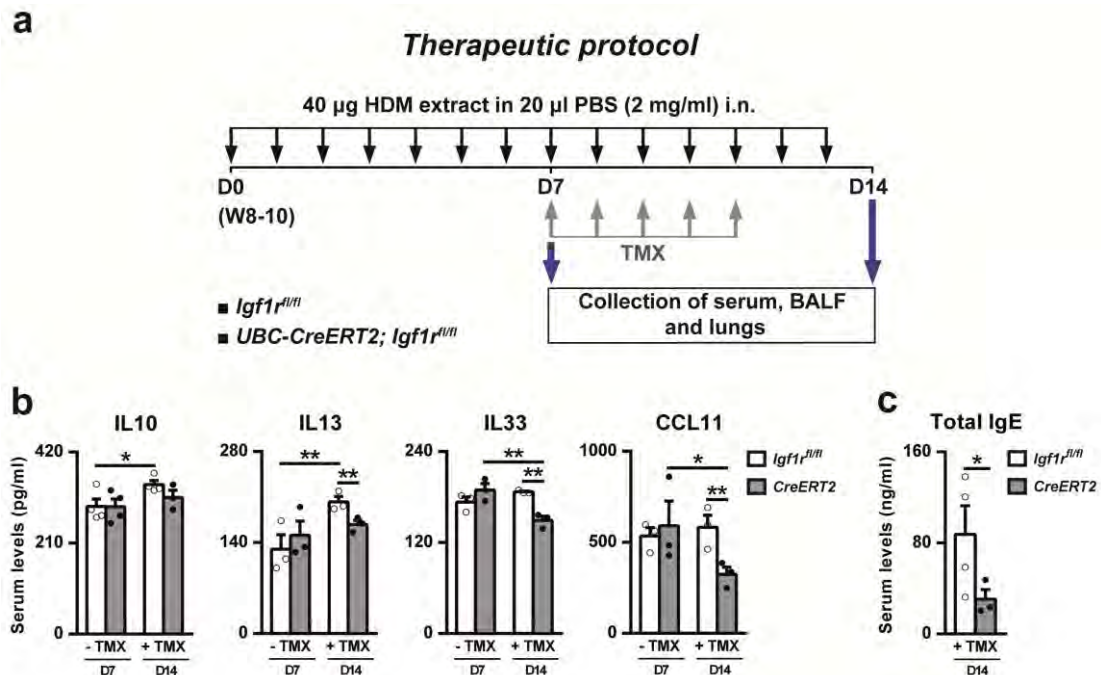 a
Therapeutic protocol
40 µg HDM extract in 20 µl PBS (2 mg/ml) i.n.
D0 D7 D14
(W8-10)
TMX
Igf1r^fl/fl
UBC-CreERT2; Igf1r^fl/fl
Collection of serum, BALF
and lungs
b
IL10 IL13 IL33 CCL11
Serum levels (pg/ml)
420
210
0
*
- TMX + TMX
D7 D14
280
140
0
**
**
- TMX + TMX
D7 D14
240
120
0
**
**
- TMX + TMX
D7 D14
1000
500
0
*
**
- TMX + TMX
D7 D14
Igf1r^fl/fl
CreERT2
c
Total IgE
Serum levels (ng/ml)
160
80
0
*
+ TMX
D14
Igf1r^fl/fl
CreERT2